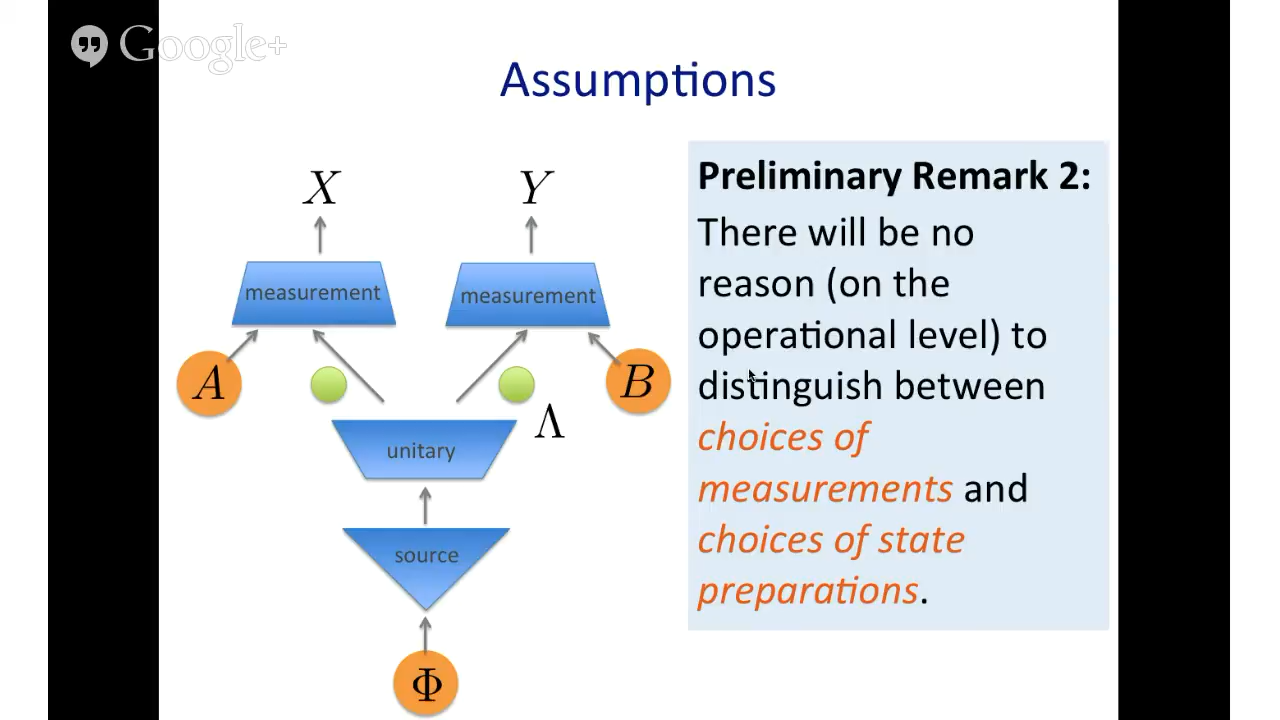 Google+
Assumptions
X
Y
measurement
measurement
A
B
Λ
unitary
source
Φ
Preliminary Remark 2:
There will be no
reason (on the
operational level) to
distinguish between
choices of
measurements and
choices of state
preparations.